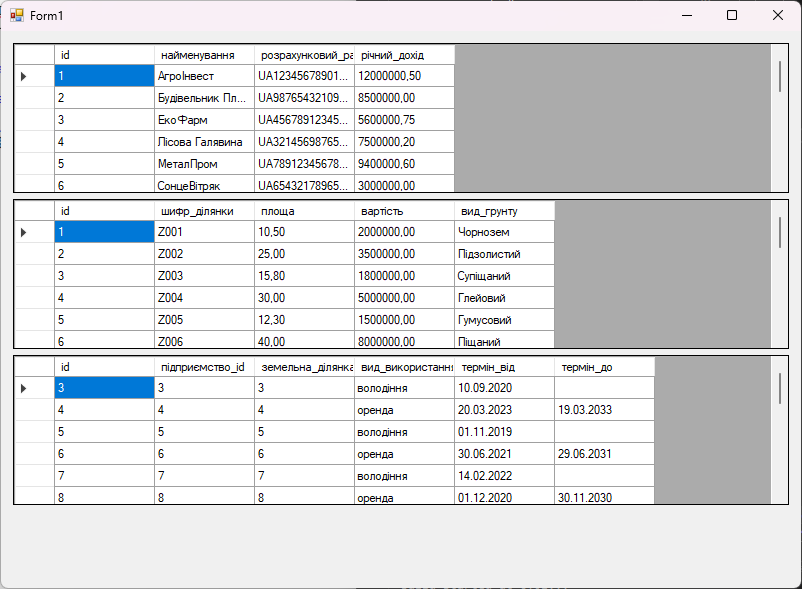 Form1
id найменування розрахунковий_ра річний_дохід
1 АгроІнвест UA12345678901... 12000000,50
2 Будівельник Пл... UA98765432109... 8500000,00
3 ЕкоФарм UA45678912345... 5600000,75
4 Лісова Галявина UA32145698765... 7500000,20
5 МеталПром UA78912345678... 9400000,60
6 СонцеВітряк UA65432178965... 3000000,00
id шифр_ділянки площа вартість вид_грунту
1 Z001 10,50 2000000,00 Чорнозем
2 Z002 25,00 3500000,00 Підзолистий
3 Z003 15,80 1800000,00 Супіщаний
4 Z004 30,00 5000000,00 Глейовий
5 Z005 12,30 1500000,00 Гумусовий
6 Z006 40,00 8000000,00 Піщаний
id підприємство_id земельна_ділянка вид_використання термін_від термін_до
3 3 3 володіння 10.09.2020
4 4 4 оренда 20.03.2023 19.03.2033
5 5 5 володіння 01.11.2019
6 6 6 оренда 30.06.2021 29.06.2031
7 7 7 володіння 14.02.2022
8 8 8 оренда 01.12.2020 30.11.2030